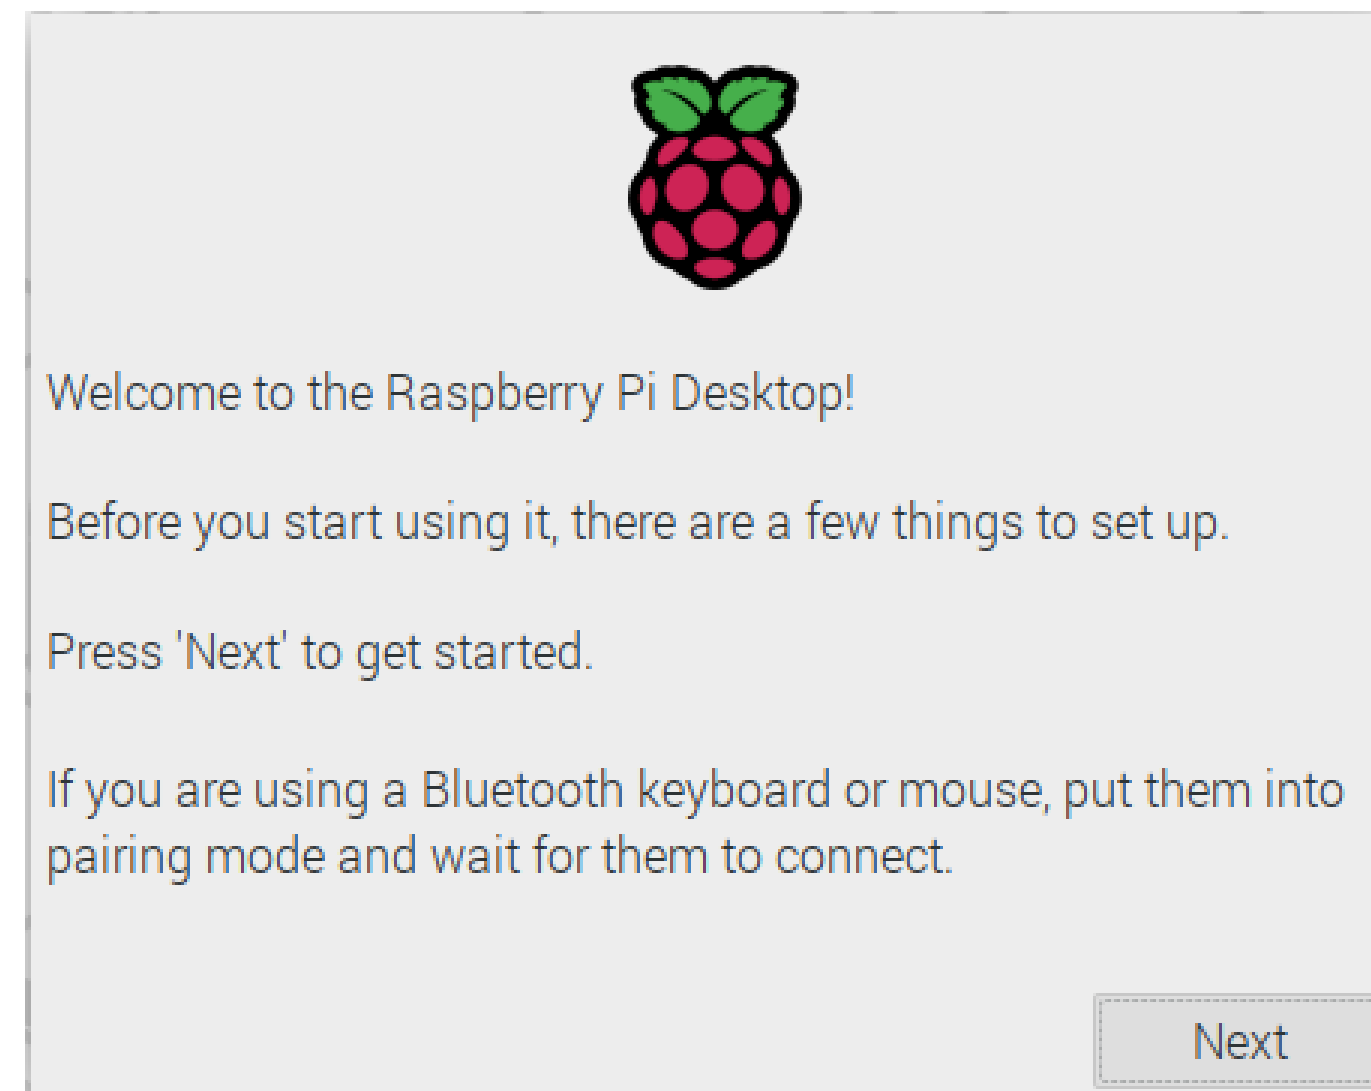 Welcome to the Raspberry Pi Desktop!
Before you start using it, there are a few things to set up.
Press 'Next' to get started.
If you are using a Bluetooth keyboard or mouse, put them into
pairing mode and wait for them to connect.
Next